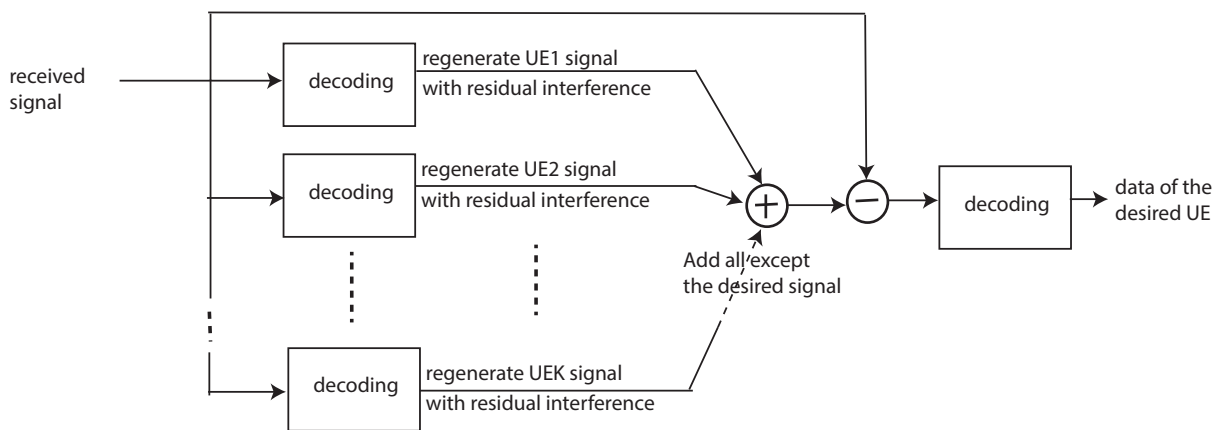 received
signal
decoding
regenerate UE1 signal
with residual interference
decoding
regenerate UE2 signal
with residual interference
decoding
data of the
desired UE
Add all except
the desired signal
decoding
regenerate UEK signal
with residual interference